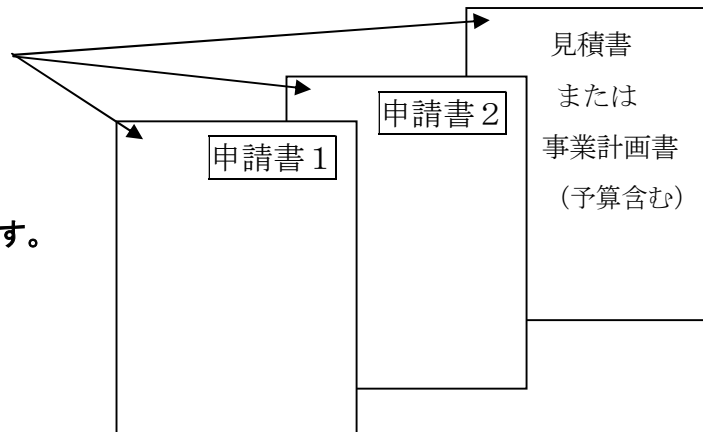 見積書
または
事業計画書
（予算含む）
申請書２
申請書１
す。